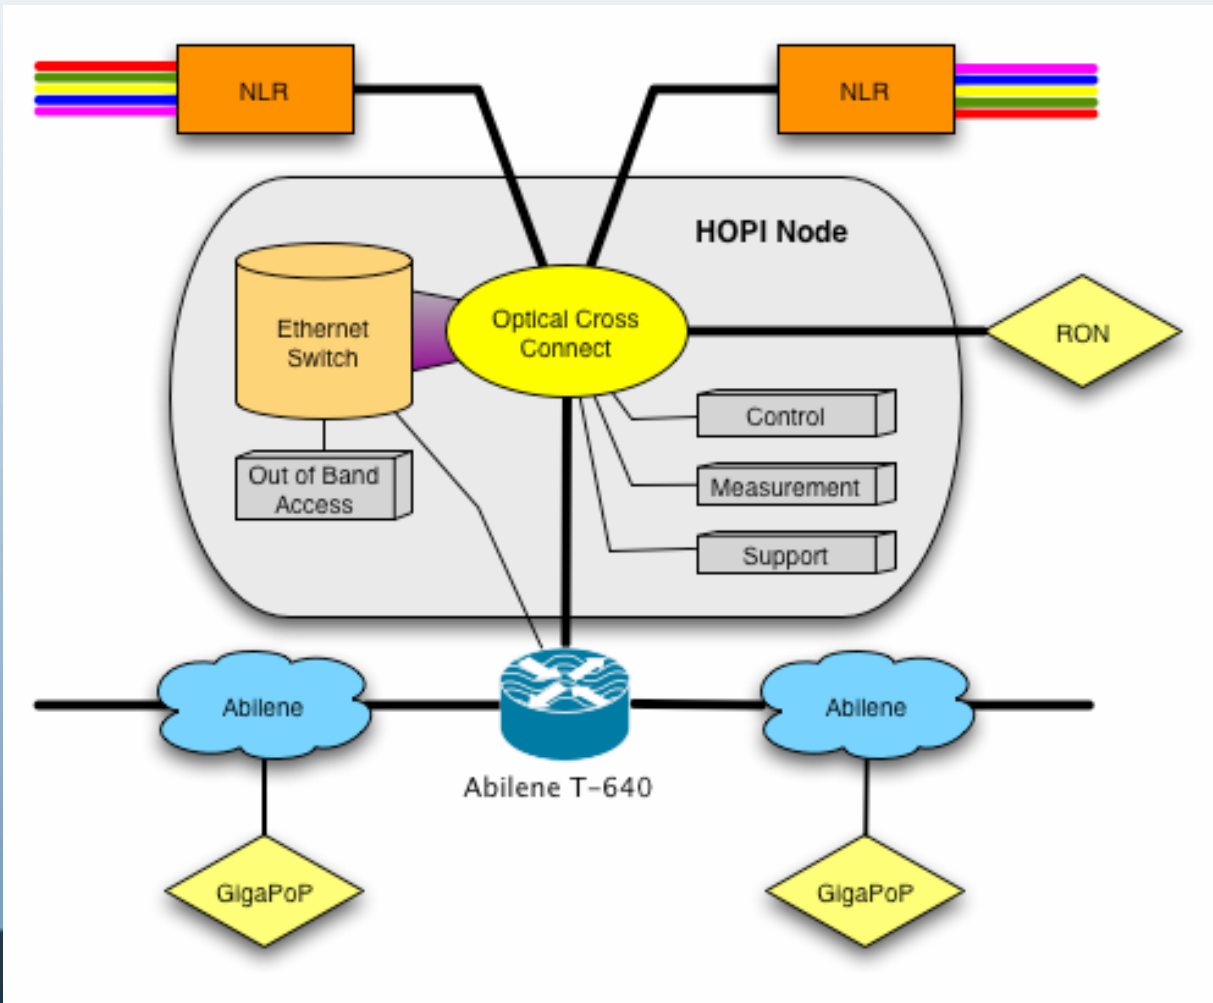 NLR
NLR
HOPI Node
Ethernet
Switch
Optical Cross
Connect
RON
Control
Out of Band
Access
Measurement
Support
Abilene
Abilene
Abilene T-640
GigaPoP
GigaPoP